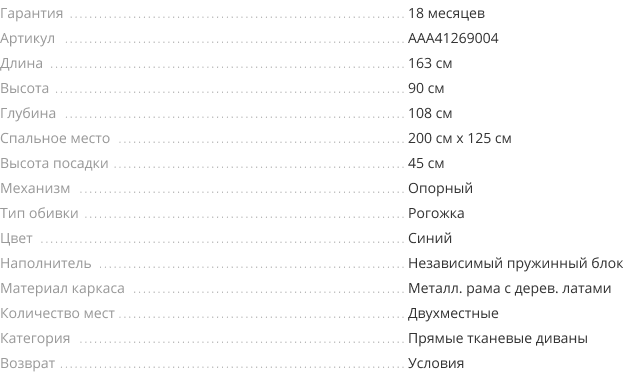 Гарантия 18 месяцев
Артикул AAA41269004
Длина 163 см
Высота 90 см
Глубина 108 см
Спальное место 200 см x 125 см
Высота посадки 45 см
Механизм Опорный
Тип обивки Рогожка
Цвет Синий
Наполнитель Независимый пружинный блок
Материал каркаса Металл. рама с дерев. латами
Количество мест Двухместные
Категория Прямые тканевые диваны
Возврат Условия